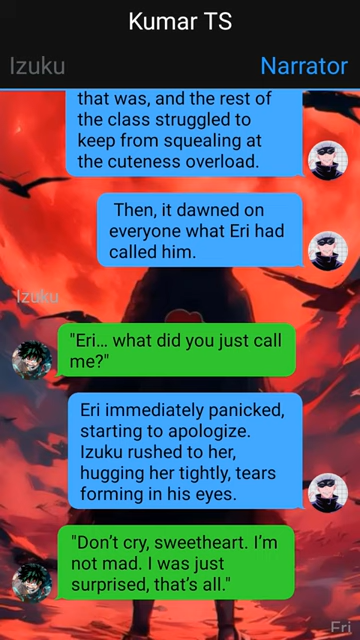 Kumar TS
Izuku Narrator
that was, and the rest of
the class struggled to
keep from squealing at
the cuteness overload.
Then, it dawned on
everyone what Eri had
called him.
Izuku
"Eri... what did you just call
me?"
Eri immediately panicked,
starting to apologize.
Izuku rushed to her,
hugging her tightly, tears
forming in his eyes.
"Don't cry, sweetheart. I'm
not mad. I was just
surprised, that's all."
Eri